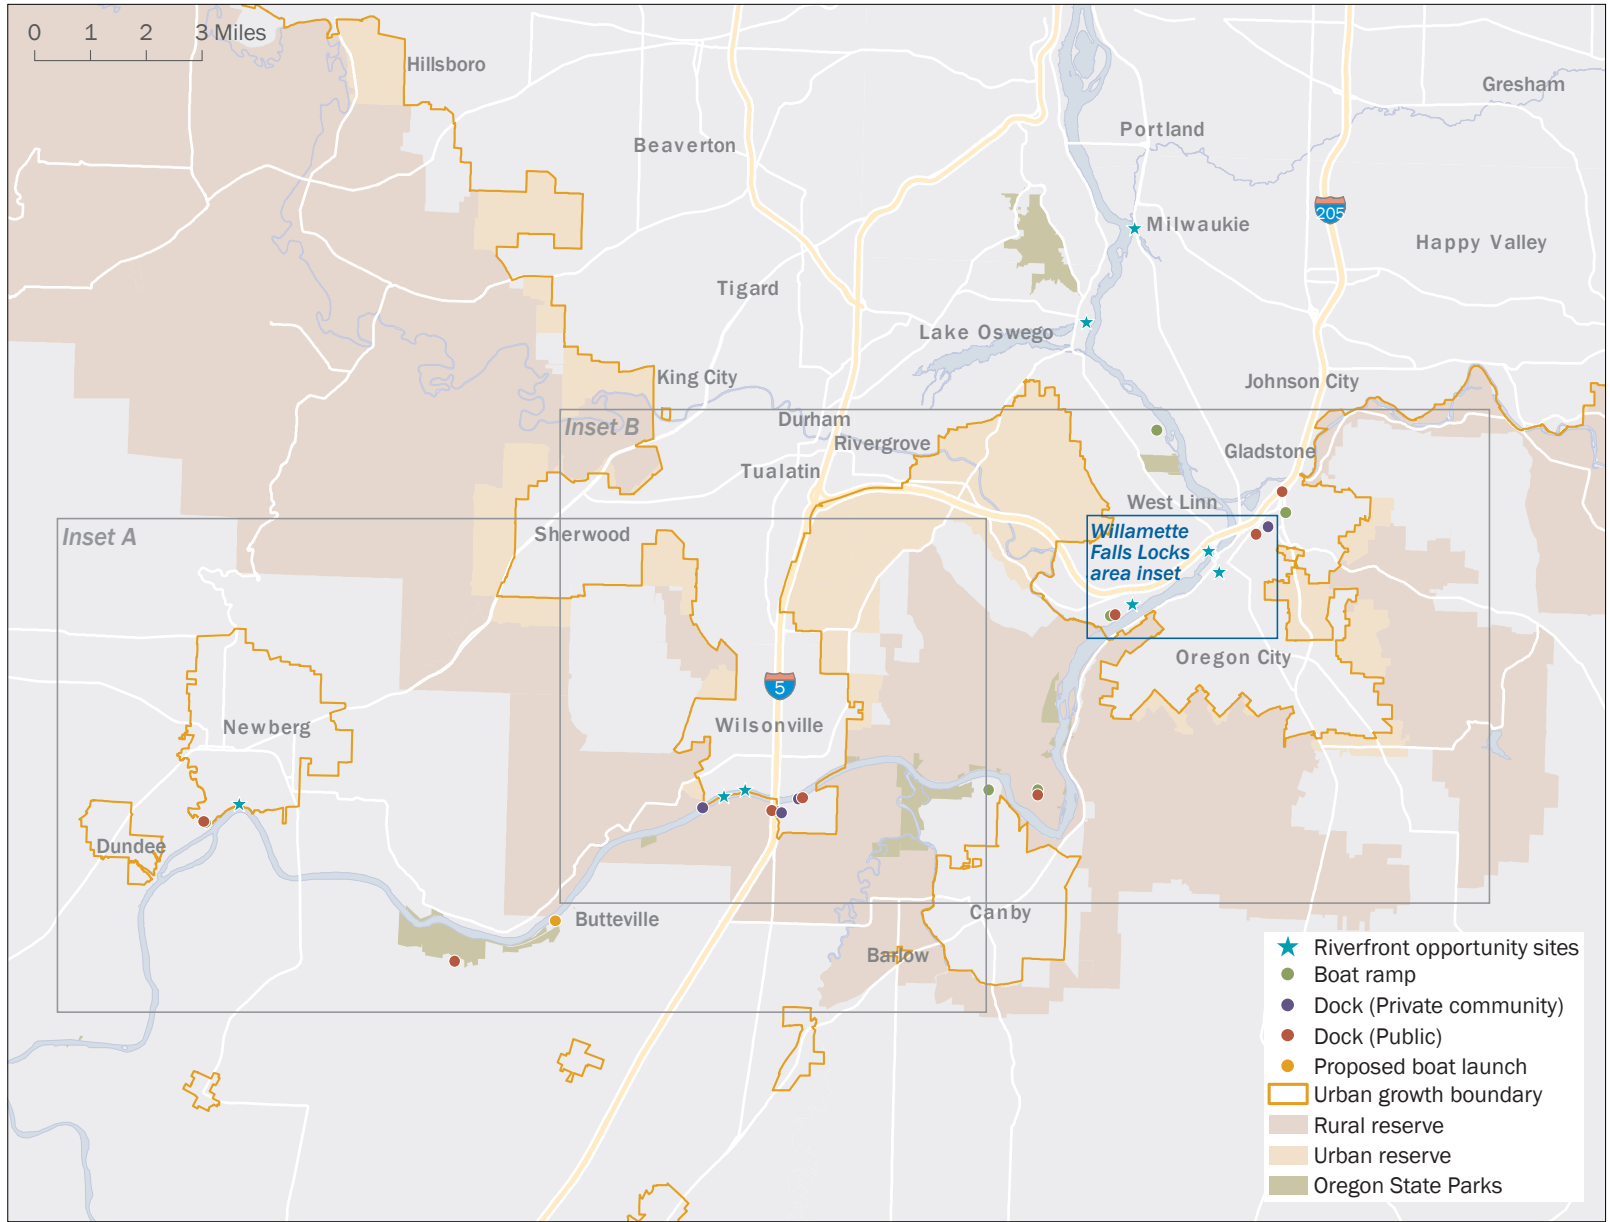 0 1 2 3 Miles
Hillsboro
Gresham
Portland
Beaverton
205
Milwaukie
Happy Valley
Tigard
Lake Oswego
King City
Johnson City
Inset B
Durham
Rivergrove
Gladstone
Tualatin
West Linn
Inset A
Sherwood
Willamette
Falls Locks
area inset
Oregon City
5
Newberg
Wilsonville
Dundee
Butteville
Canby
Barlow
Riverfront opportunity sites
Boat ramp
Dock (Private community)
Dock (Public)
Proposed boat launch
Urban growth boundary
Rural reserve
Urban reserve
Oregon State Parks